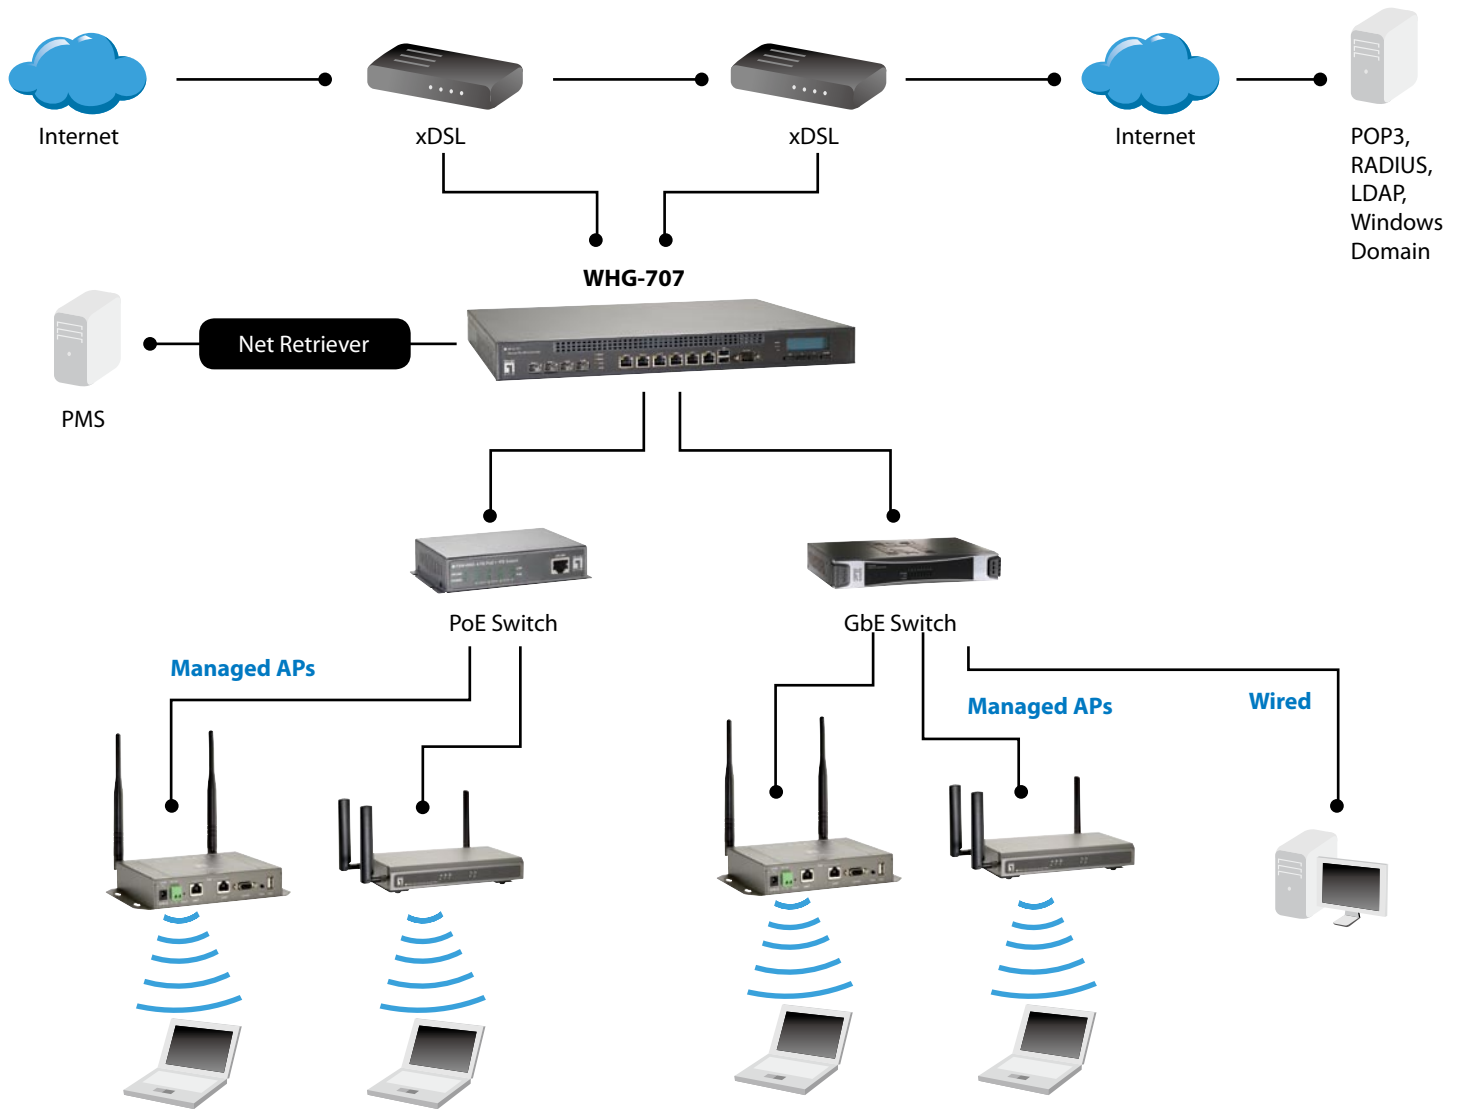 Internet
xDSL
xDSL
Internet
POP3,
RADIUS,
LDAP,
Windows
Domain
WHG-707
Net Retriever
PMS
PoE Switch
GbE Switch
Managed APs
Managed APs
Wired